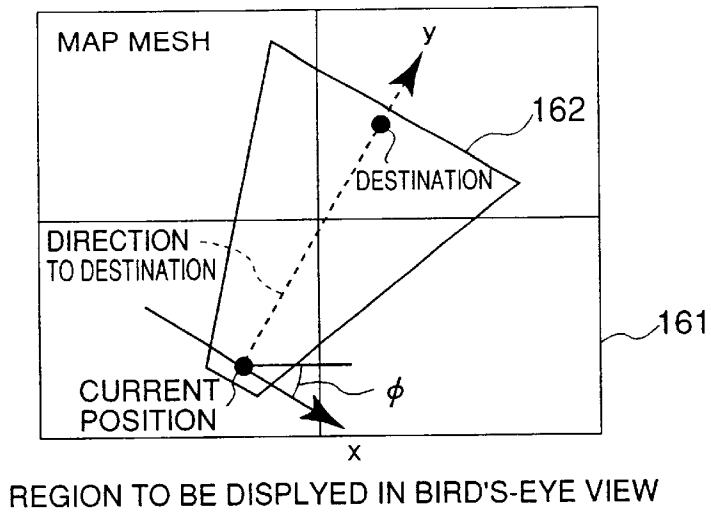 MAP MESH
y
162
DESTINATION
DIRECTION
TO DESTINATION
161
CURRENT
POSITION
ϕ
x
REGION TO BE DISPLYED IN BIRD'S-EYE VIEW